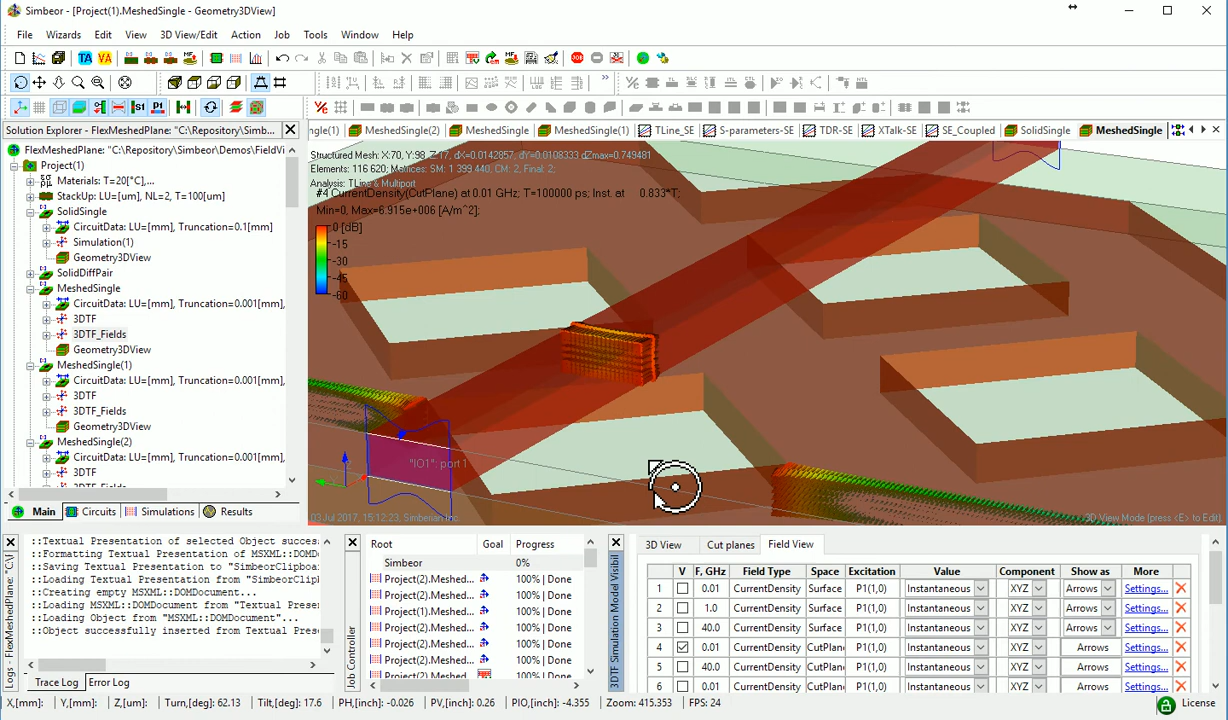 Simbeor - [Project(1).MeshedSingle - Geometry3DView]
File Wizards Edit View 3D View/Edit Action Job Tools Window Help
Solution Explorer - FlexMeshedPlane: "C:\Repository\Simb...
FlexMeshedPlane: "C:\Repository\Simbeor\Demos\FieldVi
Project(1)
Materials: T=20[°C],...
StackUp: LU=[um], NL=2, T=100[um]
SolidSingle
CircuitData: LU=[mm], Truncation=0.1[mm]
Simulation(1)
Geometry3DView
SolidDiffPair
MeshedSingle
CircuitData: LU=[mm], Truncation=0.001[mm],
3DTF
3DTF_Fields
Geometry3DView
MeshedSingle(1)
CircuitData: LU=[mm], Truncation=0.001[mm],
3DTF
3DTF_Fields
Geometry3DView
MeshedSingle(2)
CircuitData: LU=[mm], Truncation=0.001[mm],
3DTF
Main Circuits Simulations Results
ngle(1) MeshedSingle(2) MeshedSingle MeshedSingle(1) TLine_SE S-parameters-SE TDR-SE XTalk-SE SE_Coupled SolidSingle MeshedSingle
Structured Mesh: X:70, Y:98, Z:17, dX=0.0142857, dY=0.0108333 dZmax=0.749481
Elements: 116 620; Matrices: SM: 1 399 440, CM: 2, Final: 2;
Analysis: TLins & Multiport
#4 CurrentDensity(CutPlane) at 0.01 GHz; T=100000 ps; Inst. at 0.833*T;
Min=0, Max=6.915e+006 [A/m^2];
0 [dB]
-15
-30
-45
-60
"IO1": port 1
03 Jul 2017, 15:12:23, Simberian Inc.
3D View Mode (press <E> to Edit)
Logs - FlexMeshedPlane: "C:\F
::Textual Presentation of selected Object succes
::Formatting Textual Presentation of MSXML::DOMD
::Saving Textual Presentation to "SimbeorClipboa
::Loading Textual Presentation from "SimbeorClip
::Creating empty MSXML::DOMDocument...
::Loading MSXML::DOMDocument from "Textual Prese
::Loading Object from "MSXML::DOMDocument"...
::Object successfully inserted from Textual Pres
Trace Log Error Log
Job Controller
Root Goal Progress
Simbeor 0%
Project(2).Meshed... 100% | Done
Project(2).Meshed... 100% | Done
Project(1).Meshed... 100% | Done
Project(2).Meshed... 100% | Done
Project(2).Meshed... 100% | Done
Project(2).Meshed... 100% | Done
Project(2).Meshed... 100% | Done
3DTF Simulation Model Visibil
3D View Cut planes Field View
V F, GHz Field Type Space Excitation Value Component Show as More
1 0.01 CurrentDensity Surface P1(1,0) Instantaneous XYZ Arrows Settings...
2 1.0 CurrentDensity Surface P1(1,0) Instantaneous XYZ Arrows Settings...
3 40.0 CurrentDensity Surface P1(1,0) Instantaneous XYZ Arrows Settings...
4 0.01 CurrentDensity CutPlane P1(1,0) Instantaneous XYZ Arrows Settings...
5 40.0 CurrentDensity CutPlane P1(1,0) Instantaneous XYZ Arrows Settings...
6 0.01 CurrentDensity CutPlane P1(1,0) Instantaneous XYZ Arrows Settings...
X,[mm]: Y,[mm]: Z,[um]: Turn,[deg]: 62.13 Tilt,[deg]: 17.6 PH,[inch]: -0.026 PV,[inch]: 0.26 PIO,[inch]: -4.355 Zoom: 415.353 FPS: 24 License